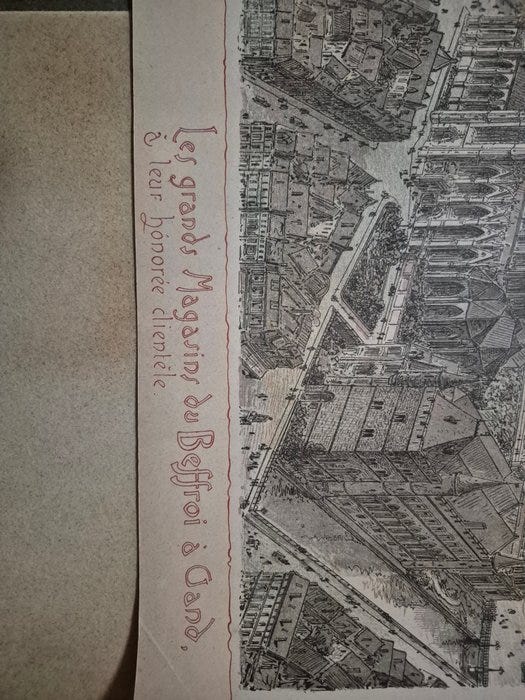 Les grands Magasins du Beffroi à Gand,
à leur honorée clientèle.